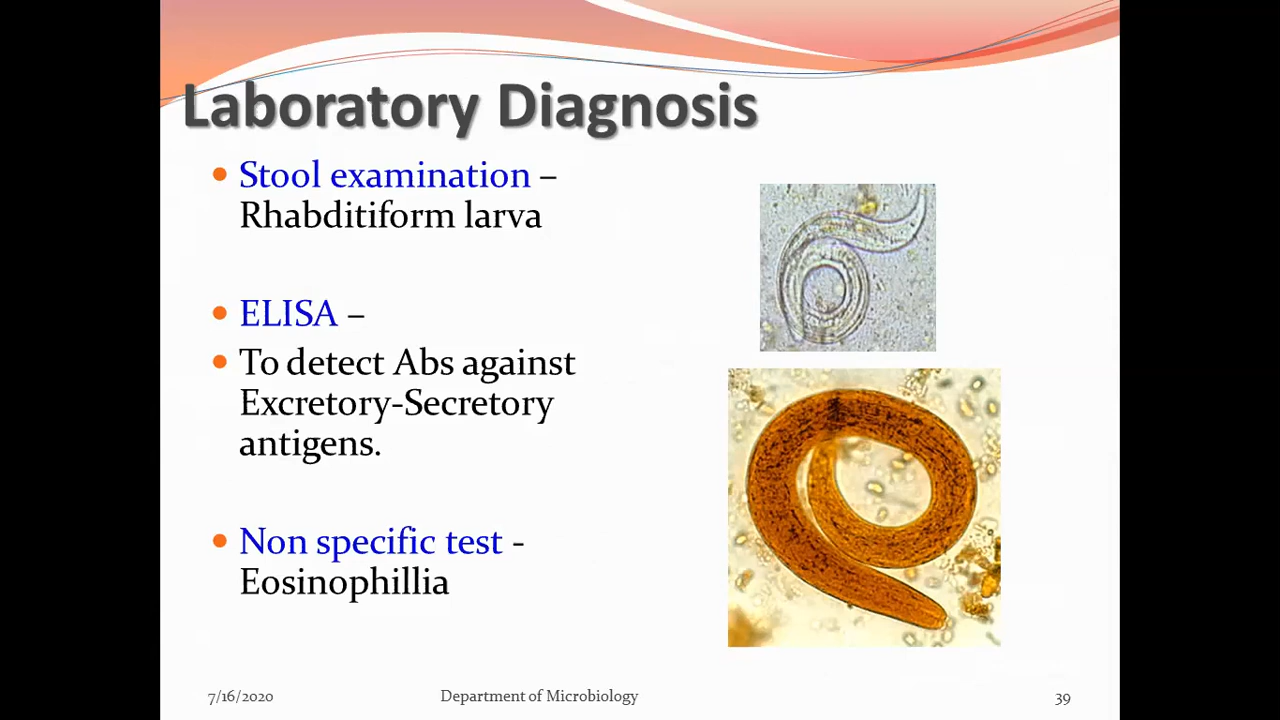 Laboratory Diagnosis
Stool examination –
Rhabditiform larva
ELISA –
To detect Abs against
Excretory-Secretory
antigens.
Non specific test -
Eosinophillia
7/16/2020
Department of Microbiology
39